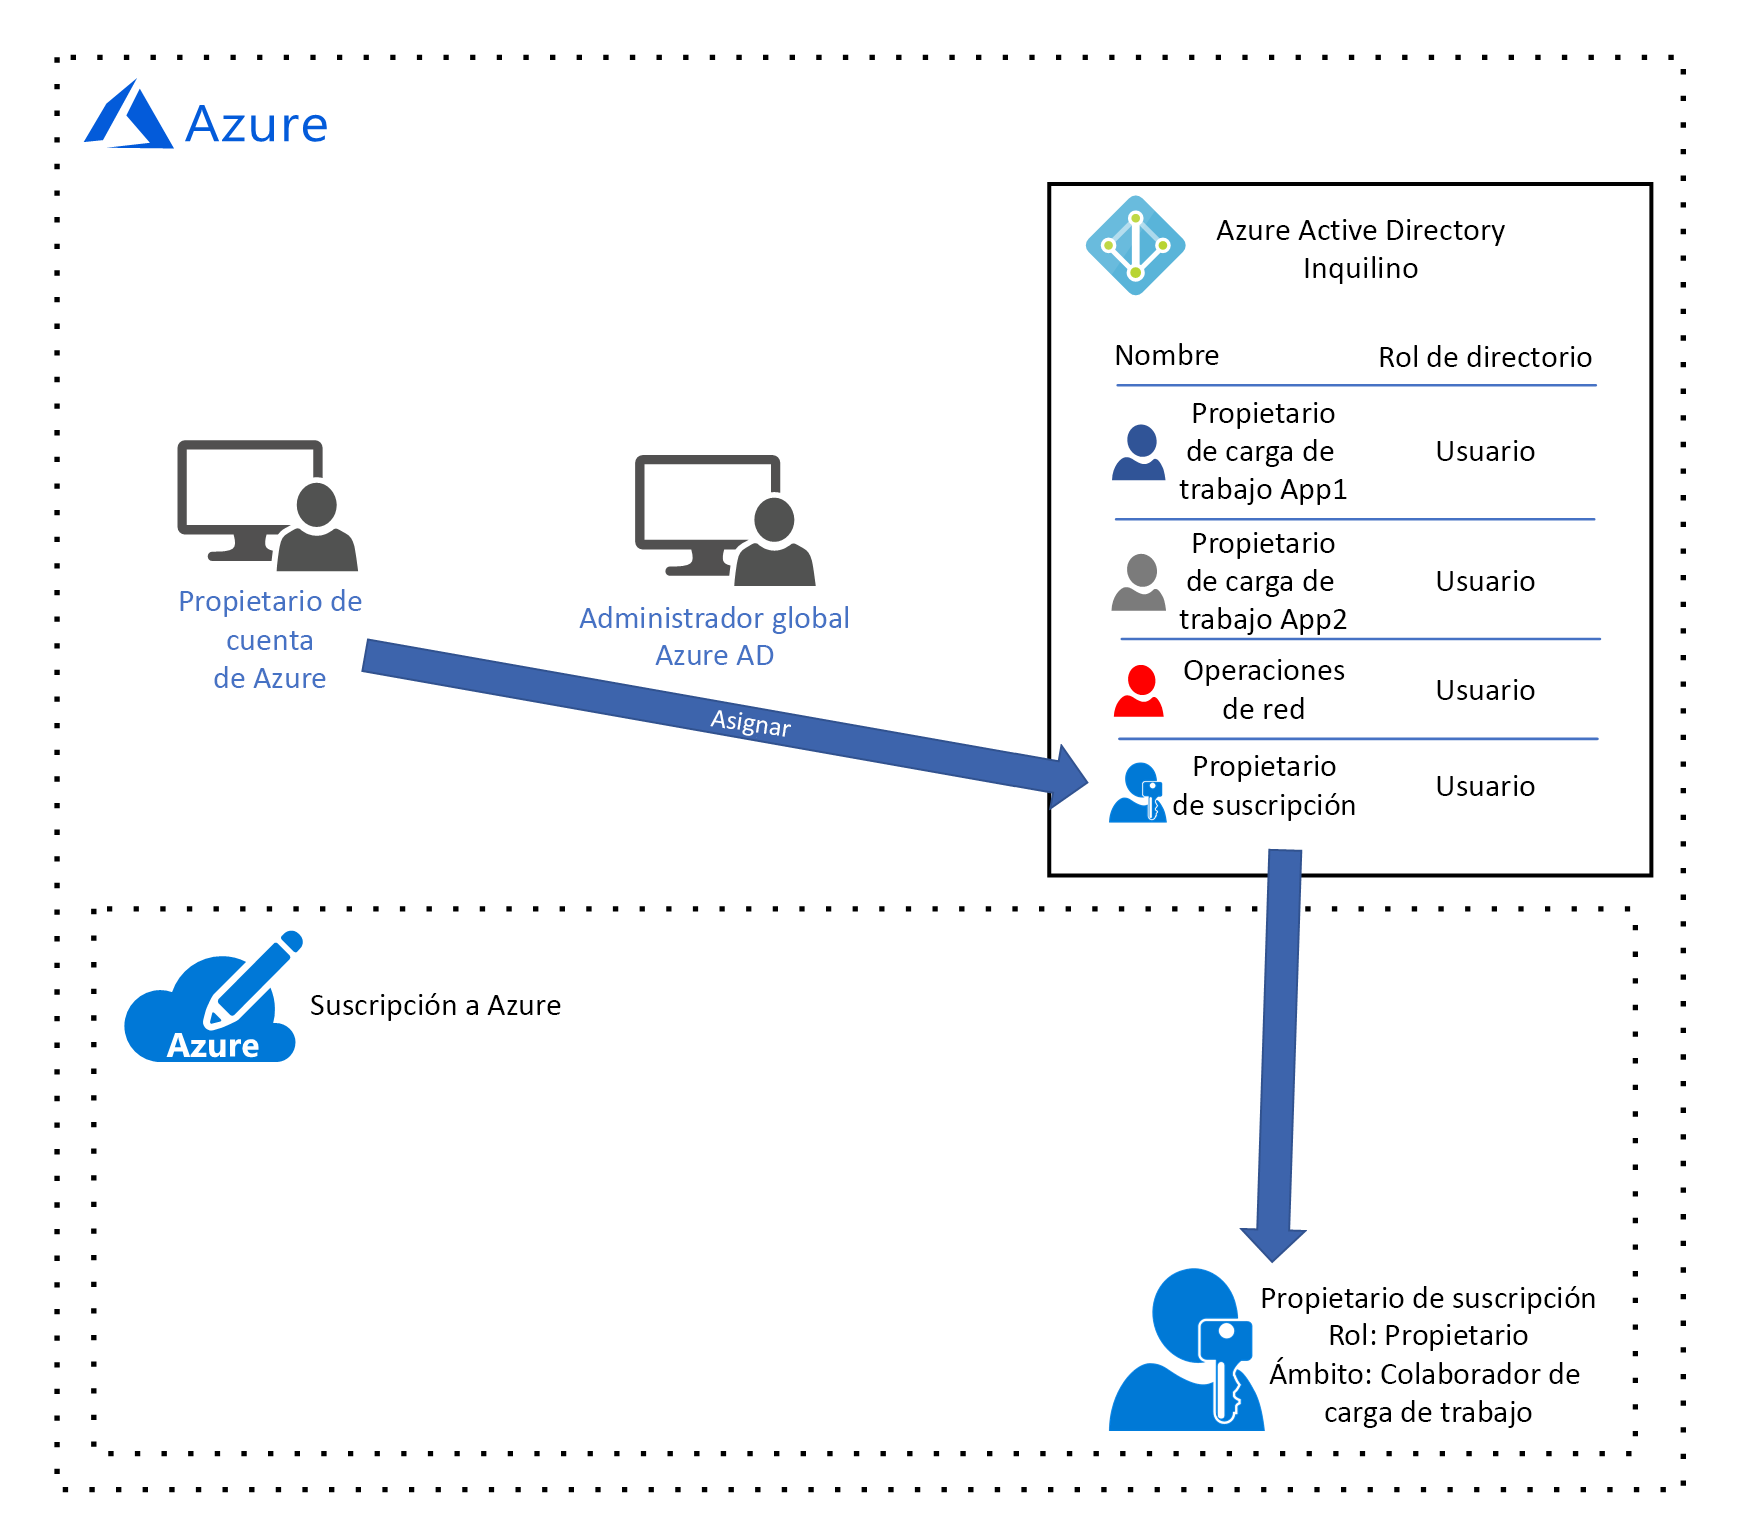 Azure
Azure Active Directory
Inquilino
Nombre
Rol de directorio
Propietario
de carga de
trabajo App1
Usuario
Propietario
de carga de
trabajo App2
Usuario
Operaciones
de red
Usuario
Propietario
de suscripción
Usuario
Propietario de
cuenta
de Azure
Administrador global
Azure AD
Asignar
Azure
Suscripción a Azure
Propietario de suscripción
Rol: Propietario
Ámbito: Colaborador de
carga de trabajo